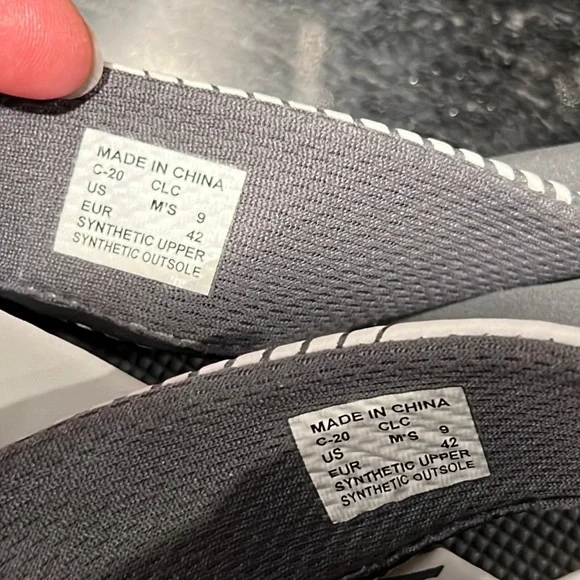 MADE IN CHINA
C-20 CLC
US M'S 9
EUR 42
SYNTHETIC UPPER
SYNTHETIC OUTSOLE
MADE IN CHINA
C-20 CLC
US M'S 9
EUR 42
SYNTHETIC UPPER
SYNTHETIC OUTSOLE